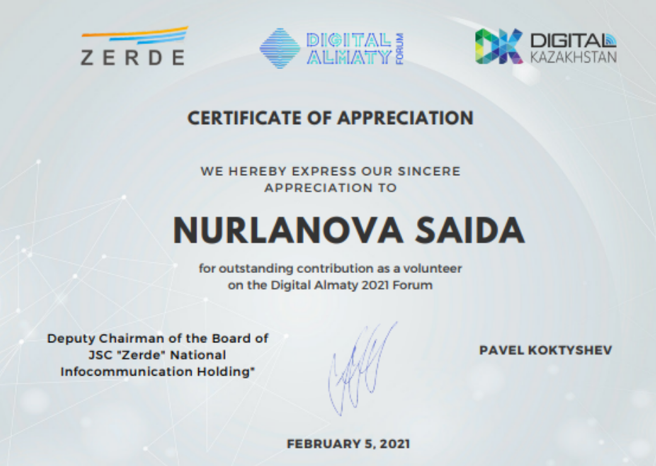 ZERDE
DIGITAL
ALMATY
FORUM
DK DIGITAL
KAZAKHSTAN
CERTIFICATE OF APPRECIATION
WE HEREBY EXPRESS OUR SINCERE
APPRECIATION TO
NURLANOVA SAIDA
for outstanding contribution as a volunteer
on the Digital Almaty 2021 Forum
Deputy Chairman of the Board of
JSC "Zerde" National
Infocommunication Holding"
PAVEL KOKTYSHEV
FEBRUARY 5, 2021